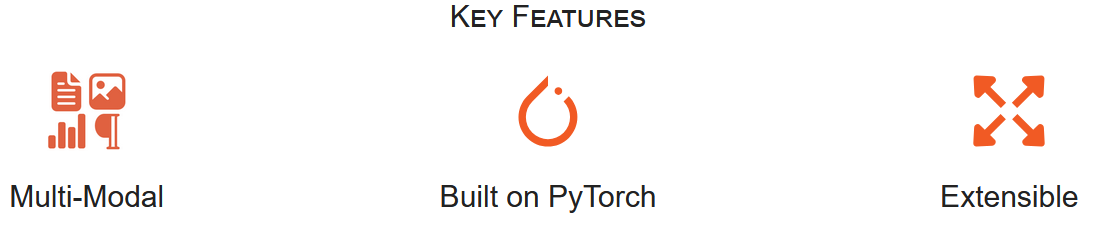 Key Features
Multi-Modal
Built on PyTorch
Extensible